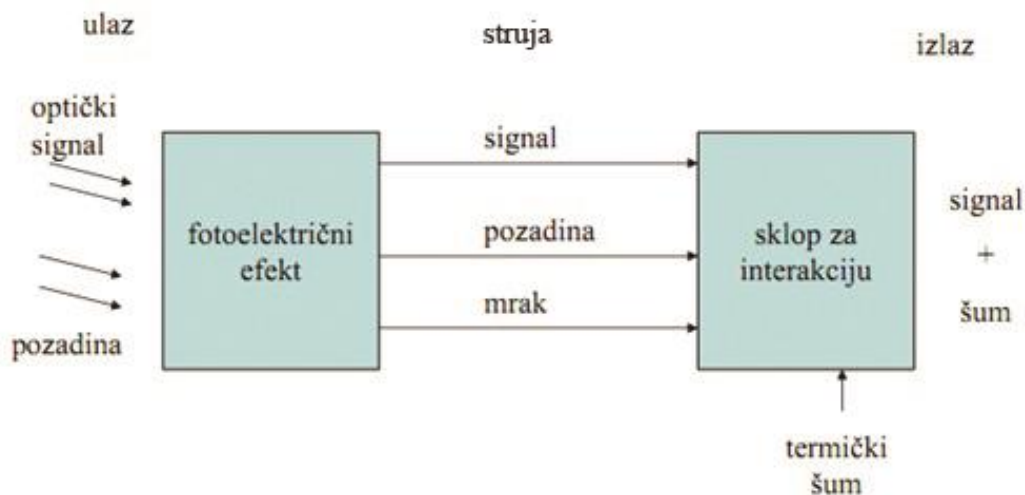 ulaz
struja
izlaz
optički
signal
fotoelektrični
efekt
pozadina
signal
pozadina
mrak
sklop za
interakciju
signal
+
šum
termički
šum